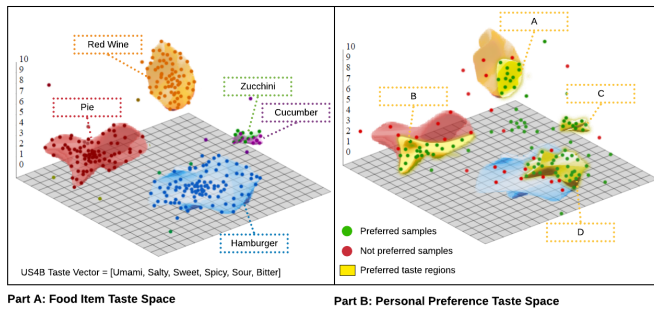 Red Wine
Zucchini
Cucumber
Pie
Hamburger
10
9
8
7
6
5
4
3
2
1
0
US4B Taste Vector = [Umami, Salty, Sweet, Spicy, Sour, Bitter]
Part A: Food Item Taste Space
A
B
C
D
10
9
8
7
6
5
4
3
2
1
0
Preferred samples
Not preferred samples
Preferred taste regions
Part B: Personal Preference Taste Space